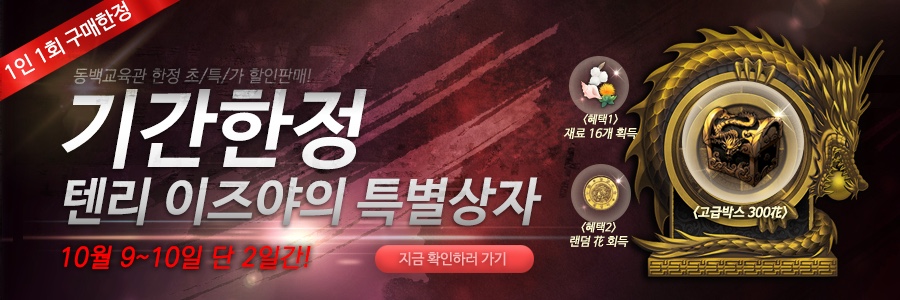 1인 1회 구매한정
동백교육관 한정 초/특/가 할인판매!
기간한정
텐리 이즈야의 특별상자
10월 9~10일 단 2일간!
지금 확인하러 가기
<혜택1>
재료 16개 획득
<혜택2>
랜덤 花 획득
<고급박스 300花>